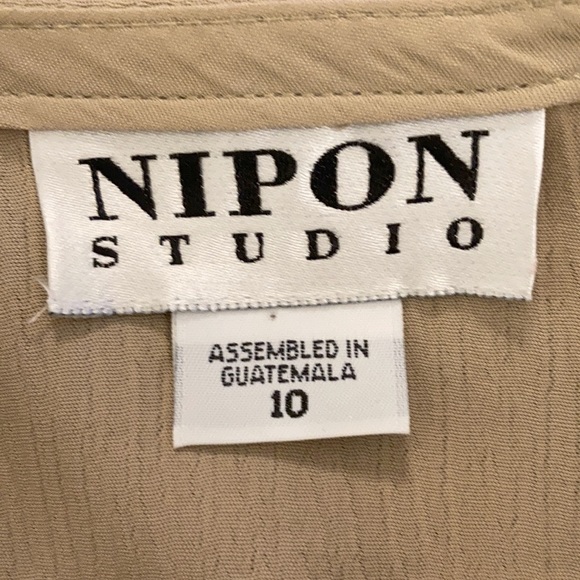 NIPON
STUDIO
ASSEMBLED IN
GUATEMALA
10